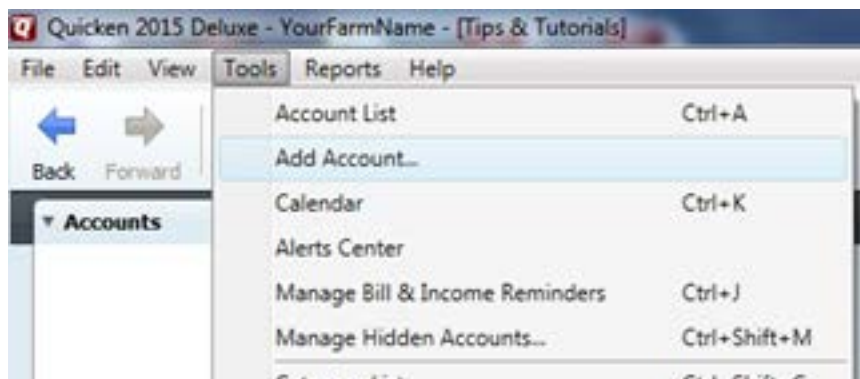 Quicken 2015 Deluxe - YourFarmName - [Tips & Tutorials]
File Edit View Tools Reports Help
Back Forward
Accounts
Account List Ctrl+A
Add Account...
Calendar Ctrl+K
Alerts Center
Manage Bill & Income Reminders Ctrl+J
Manage Hidden Accounts... Ctrl+Shift+M